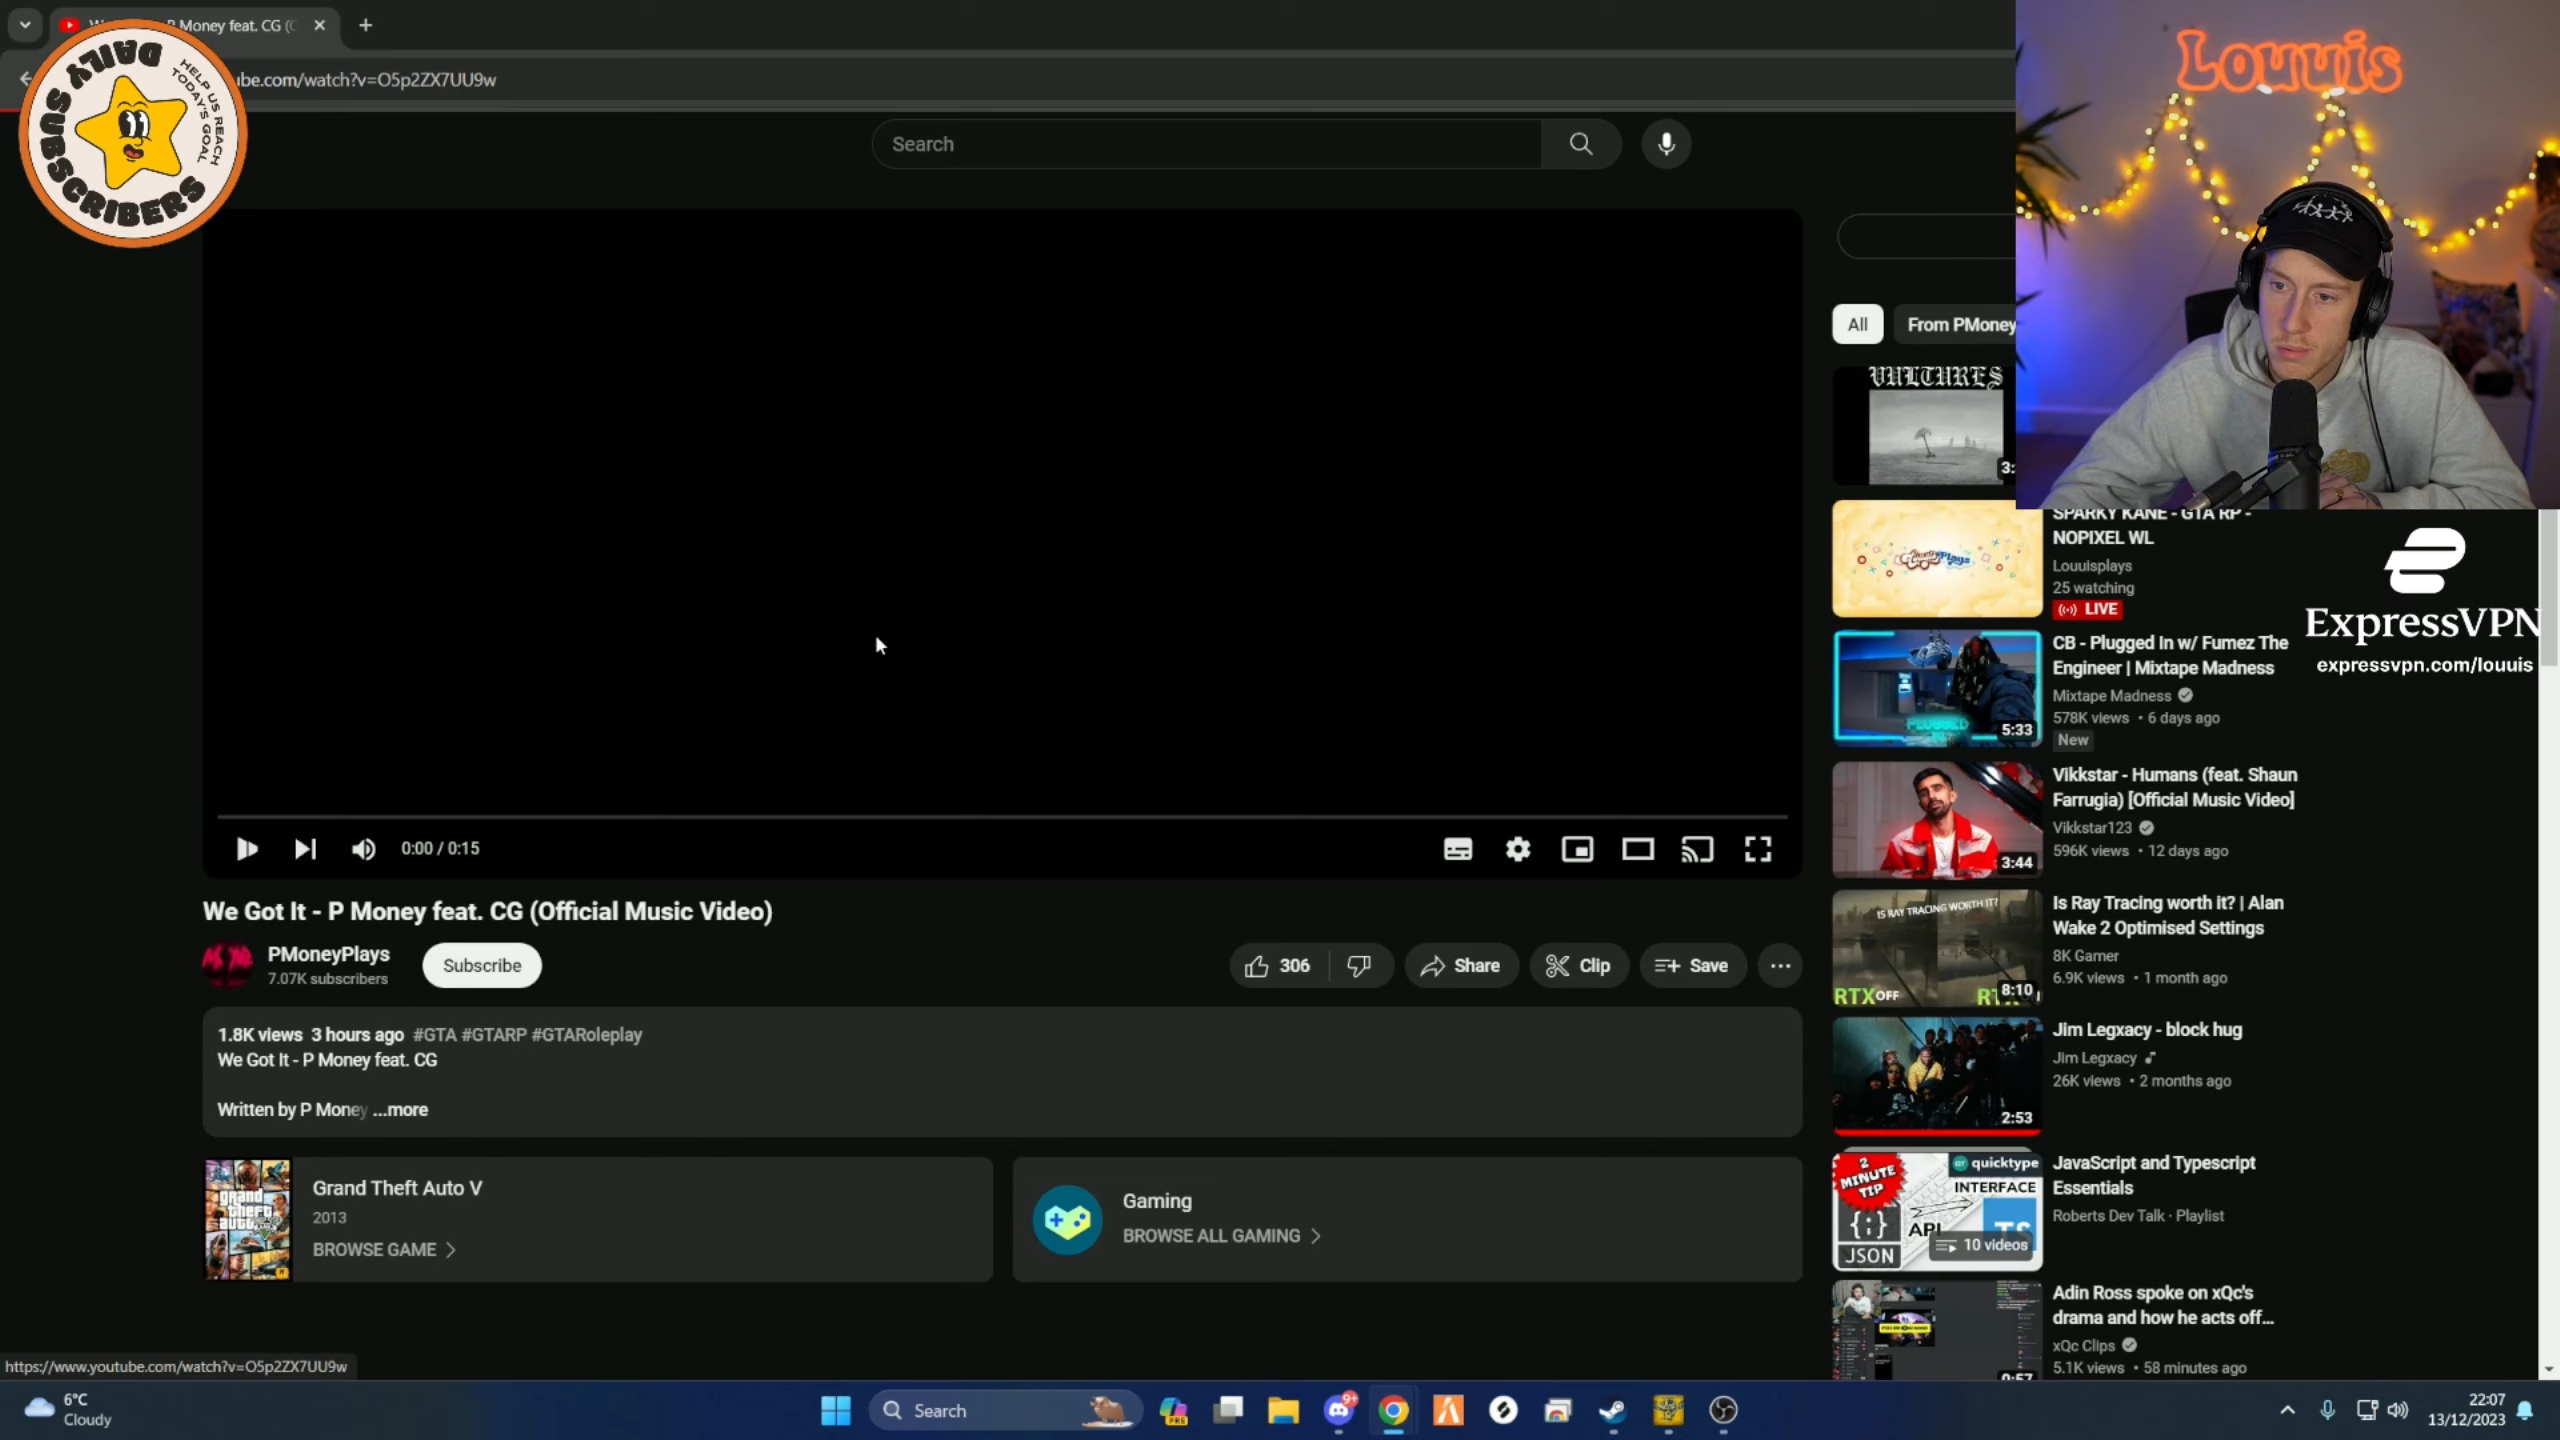 Money feat. CG (
be.com/watch?v=O5p2ZX7UU9w
DAILY
SUBSCRIBERS
HELP US REACH
TODAY'S GOAL
Search
Louuis
All
From PMoney
VULTURES
3:
SPARKY KANE - GTA RP -
NOPIXEL WL
Louuisplays
25 watching
LIVE
ExpressVPN
expressvpn.com/louuis
CB - Plugged In w/ Fumez The
Engineer | Mixtape Madness
Mixtape Madness
578K views • 6 days ago
New
PLUGGED
5:33
Vikkstar - Humans (feat. Shaun
Farrugia) [Official Music Video]
Vikkstar123
596K views • 12 days ago
3:44
0:00 / 0:15
We Got It - P Money feat. CG (Official Music Video)
PMoneyPlays
7.07K subscribers
Subscribe
306
Share
Clip
Save
IS RAY TRACING WORTH IT?
RTX OFF
8:10
Is Ray Tracing worth it? | Alan
Wake 2 Optimised Settings
8K Gamer
6.9K views • 1 month ago
1.8K views 3 hours ago #GTA #GTARP #GTARoleplay
We Got It - P Money feat. CG
Written by P Money ...more
Jim Legxacy - block hug
Jim Legxacy
26K views • 2 months ago
2:53
grand
theft
auto
Grand Theft Auto V
2013
BROWSE GAME
Gaming
BROWSE ALL GAMING
2
MINUTE
TIP
quicktype
INTERFACE
{:}
API
TS
JSON
10 videos
JavaScript and Typescript
Essentials
Roberts Dev Talk · Playlist
Adin Ross spoke on xQc's
drama and how he acts off...
xQc Clips
5.1K views • 58 minutes ago
0:57
https://www.youtube.com/watch?v=O5p2ZX7UU9w
6°C
Cloudy
Search
PRE
9+
22:07
13/12/2023